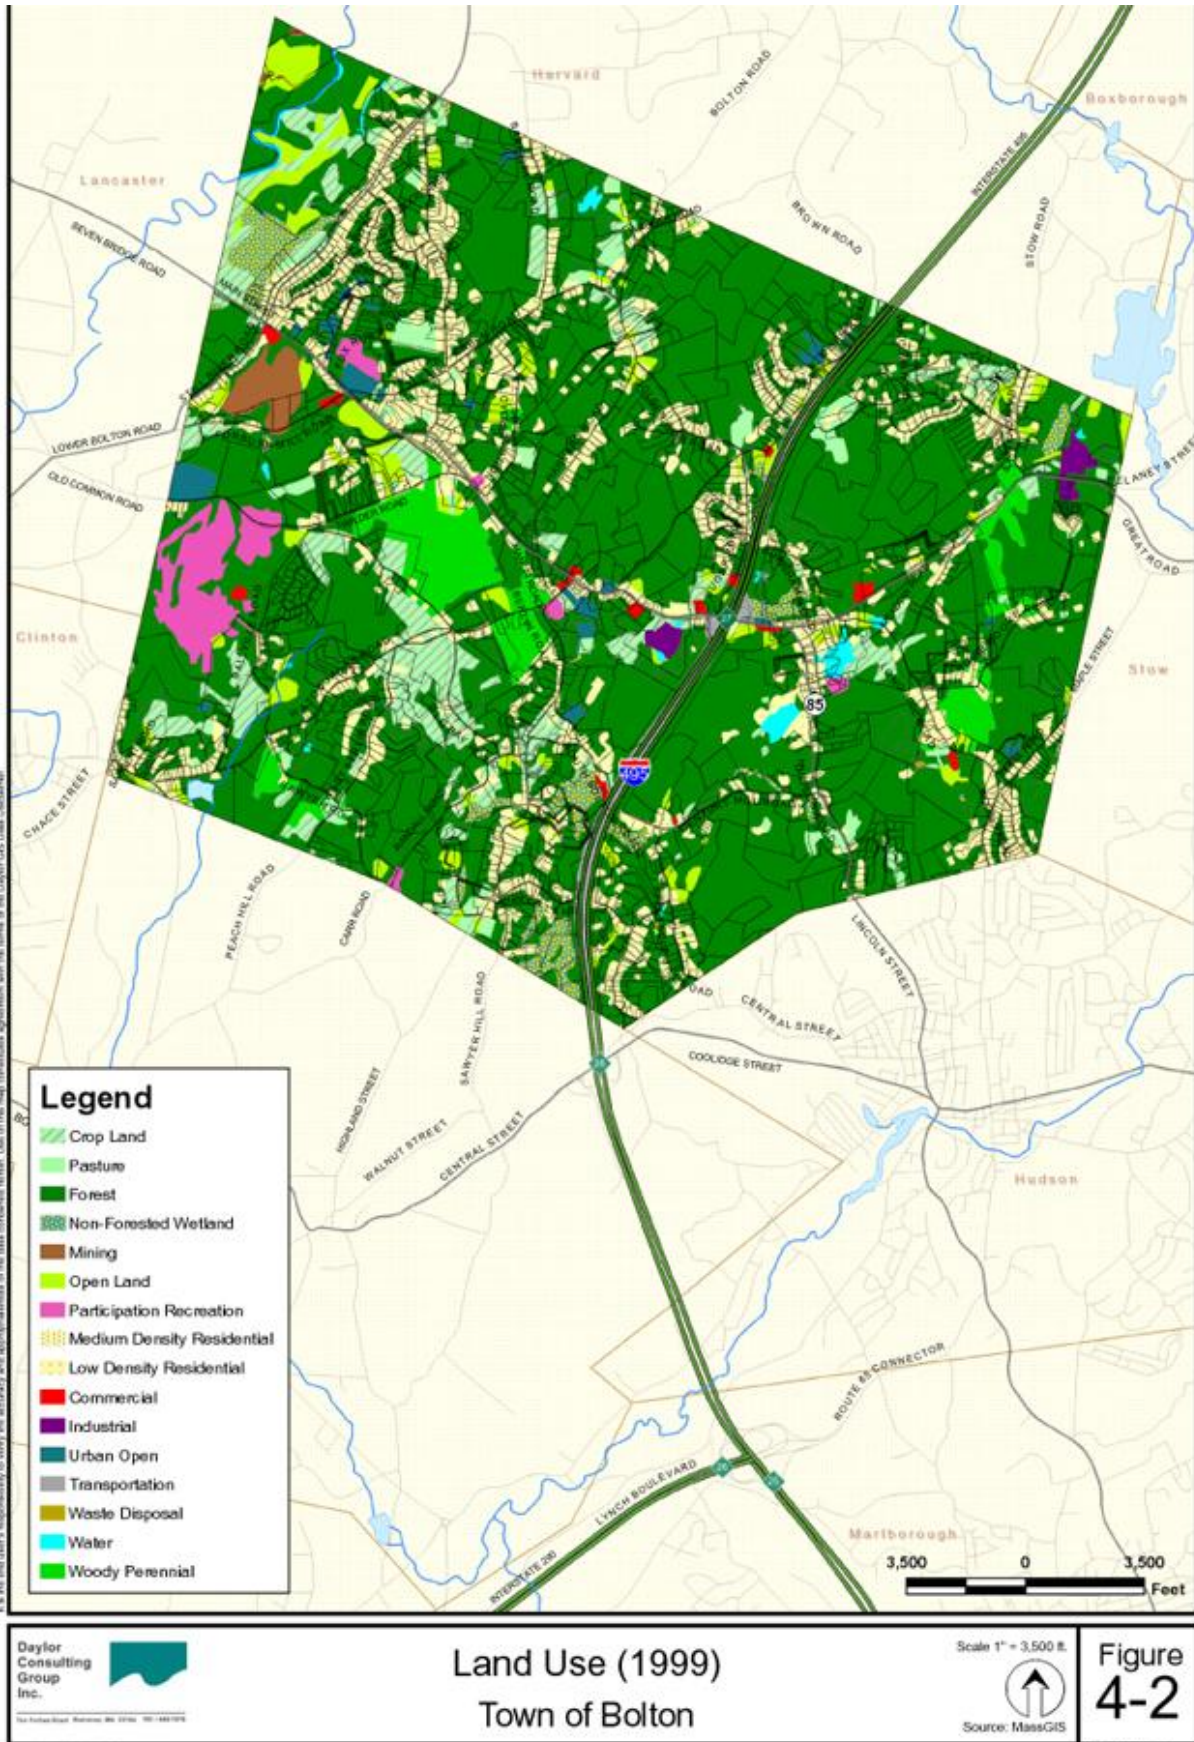 Harvard
BOLTON ROAD
Boxborough
INTERSTATE 495
Lancaster
STOW ROAD
BROWN ROAD
SEVEN BRIDGE ROAD
LOWER BOLTON ROAD
OLD COMMON ROAD
WILDER ROAD
GREAT ROAD
Clinton
Stow
85
495
27
CHACE STREET
PEACH HILL ROAD
CARR ROAD
SAWYER HILL ROAD
LINCOLN STREET
OAD
CENTRAL STREET
COOLIDGE STREET
26
HIGHLAND STREET
WALNUT STREET
CENTRAL STREET
Hudson
ROUTE 85 CONNECTOR
LYNCH BOULEVARD
INTERSTATE 290
Marlborough
Legend
Crop Land
Pasture
Forest
Non-Forested Wetland
Mining
Open Land
Participation Recreation
Medium Density Residential
Low Density Residential
Commercial
Industrial
Urban Open
Transportation
Waste Disposal
Water
Woody Perennial
3,500 0 3,500
Feet
Daylor
Consulting
Group
Inc.
Land Use (1999)
Town of Bolton
Scale 1" = 3,500 ft.
Source: MassGIS
Figure
4-2